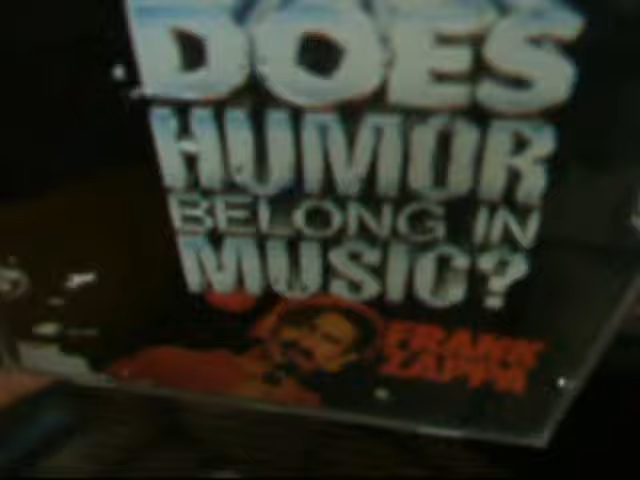 DOES
HUMOR
BELONG IN
MUSIC?
FRANK
ZAPPA